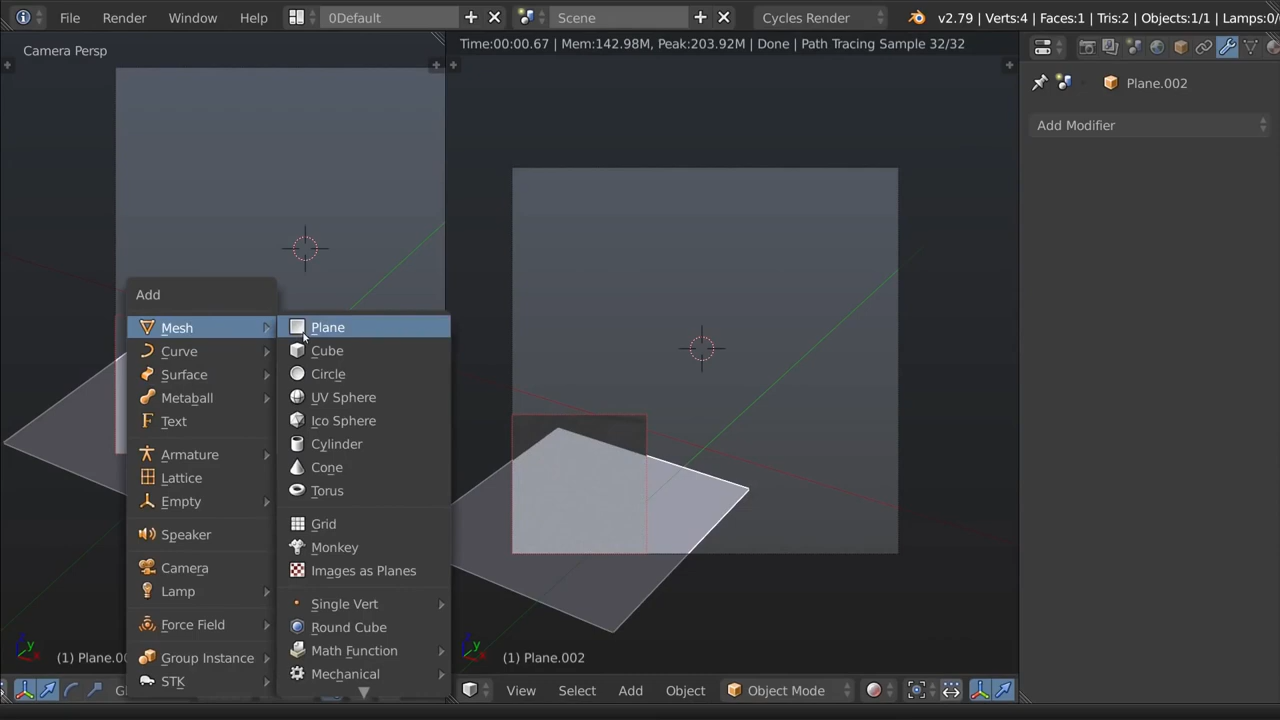 File Render Window Help 0Default Scene Cycles Render v2.79 | Verts:4 | Faces:1 | Tris:2 | Objects:1/1 | Lamps:0/
Camera Persp
Time:00:00.67 | Mem:142.98M, Peak:203.92M | Done | Path Tracing Sample 32/32
Plane.002
Add Modifier
Add
Mesh
Curve
Surface
Metaball
Text
Armature
Lattice
Empty
Speaker
Camera
Lamp
Force Field
Group Instance
STK
Plane
Cube
Circle
UV Sphere
Ico Sphere
Cylinder
Cone
Torus
Grid
Monkey
Images as Planes
Single Vert
Round Cube
Math Function
Mechanical
(1) Plane.00
(1) Plane.002
View Select Add Object Object Mode